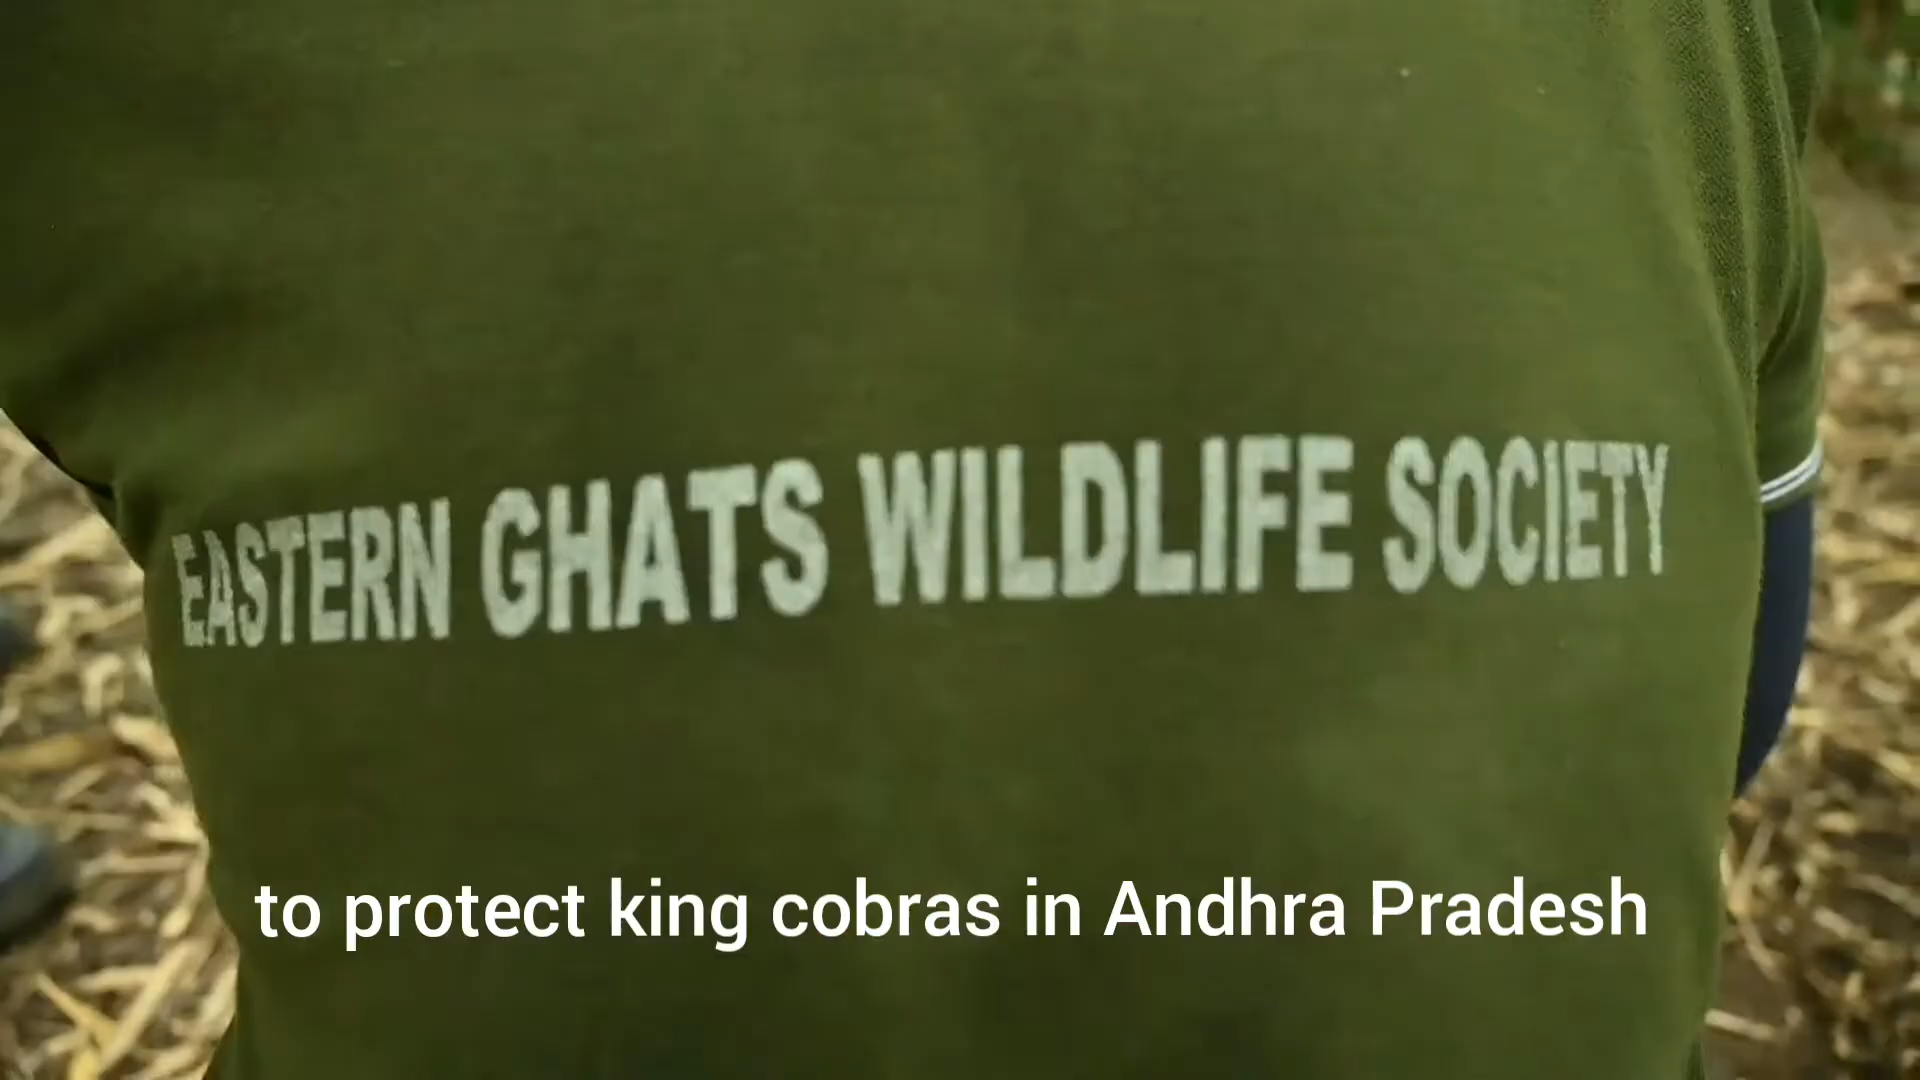 EASTERN GHATS WILDLIFE SOCIETY
to protect king cobras in Andhra Pradesh